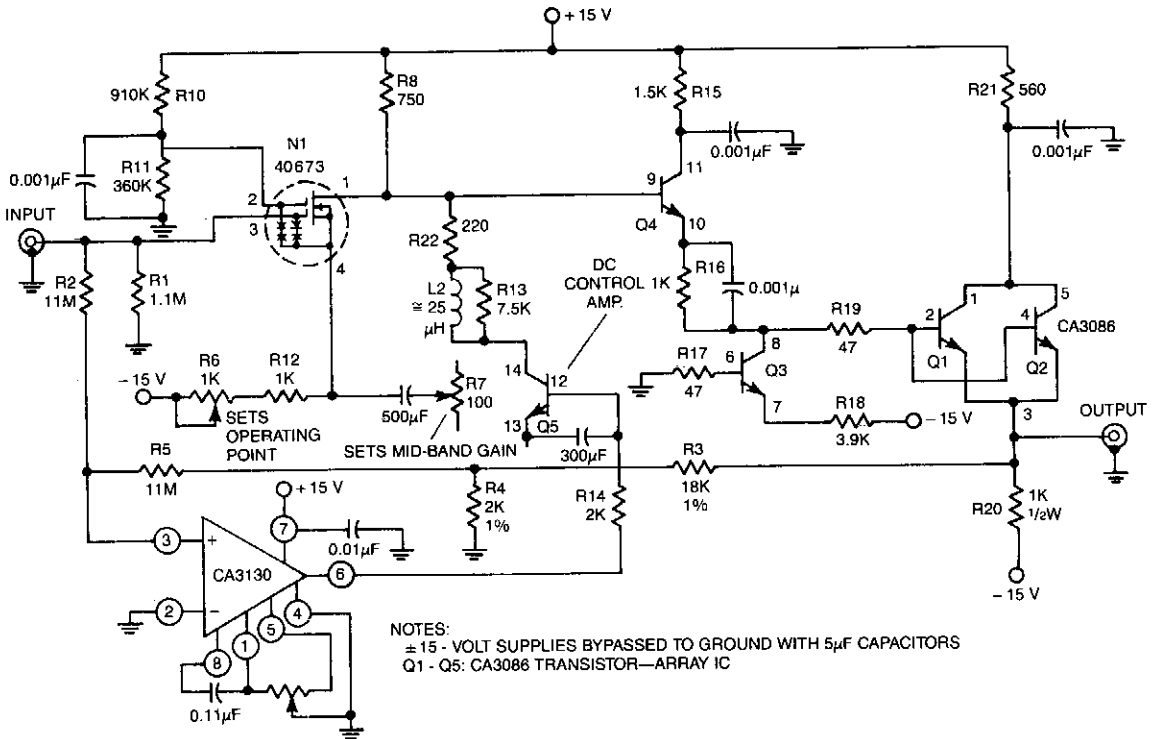 + 15 V
910K
R10
R8
750
1.5K
R15
R21
560
0.001µF
R11
360K
N1
40673
0.001µF
0.001µF
INPUT
1
2
3
4
9
11
10
Q4
220
R22
R2
11M
R1
1.1M
L2
≅ 25
µH
R13
7.5K
DC
CONTROL
AMP.
R16
1K
0.001µ
R19
47
1
2
Q1
5
4
Q2
CA3086
– 15 V
R6
1K
R12
1K
SETS
OPERATING
POINT
500µF
R7
100
SETS MID-BAND GAIN
14
12
13
Q5
300µF
R17
47
6
8
Q3
7
R18
3.9K
– 15 V
3
OUTPUT
R5
11M
R4
2K
1%
R14
2K
R3
18K
1%
R20
1K
1/2W
– 15 V
+ 15 V
7
0.01µF
3
+
CA3130
6
2
–
4
5
1
8
0.11µF
NOTES:
± 15 - VOLT SUPPLIES BYPASSED TO GROUND WITH 5µF CAPACITORS
Q1 - Q5: CA3086 TRANSISTOR—ARRAY IC